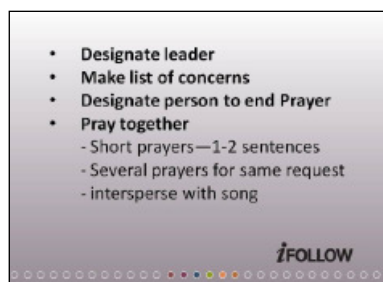 • Designate leader
• Make list of concerns
• Designate person to end Prayer
• Pray together
- Short prayers—1-2 sentences
- Several prayers for same request
- intersperse with song
iFOLLOW